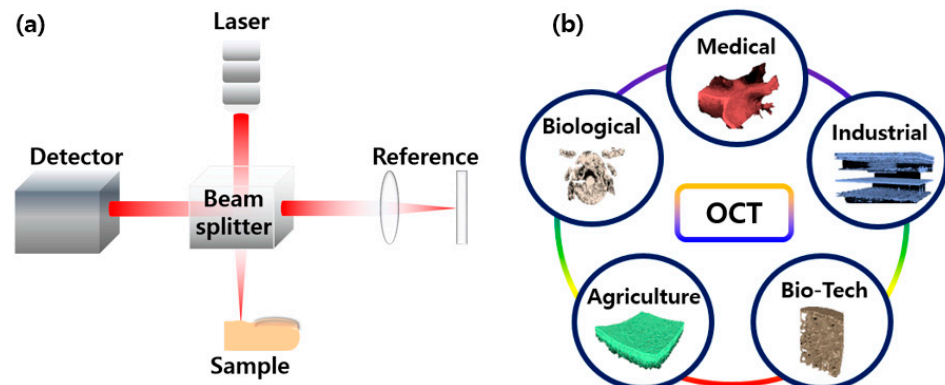 (a)
Laser
Detector
Beam
splitter
Reference
Sample
(b)
Medical
Biological
Industrial
OCT
Agriculture
Bio-Tech